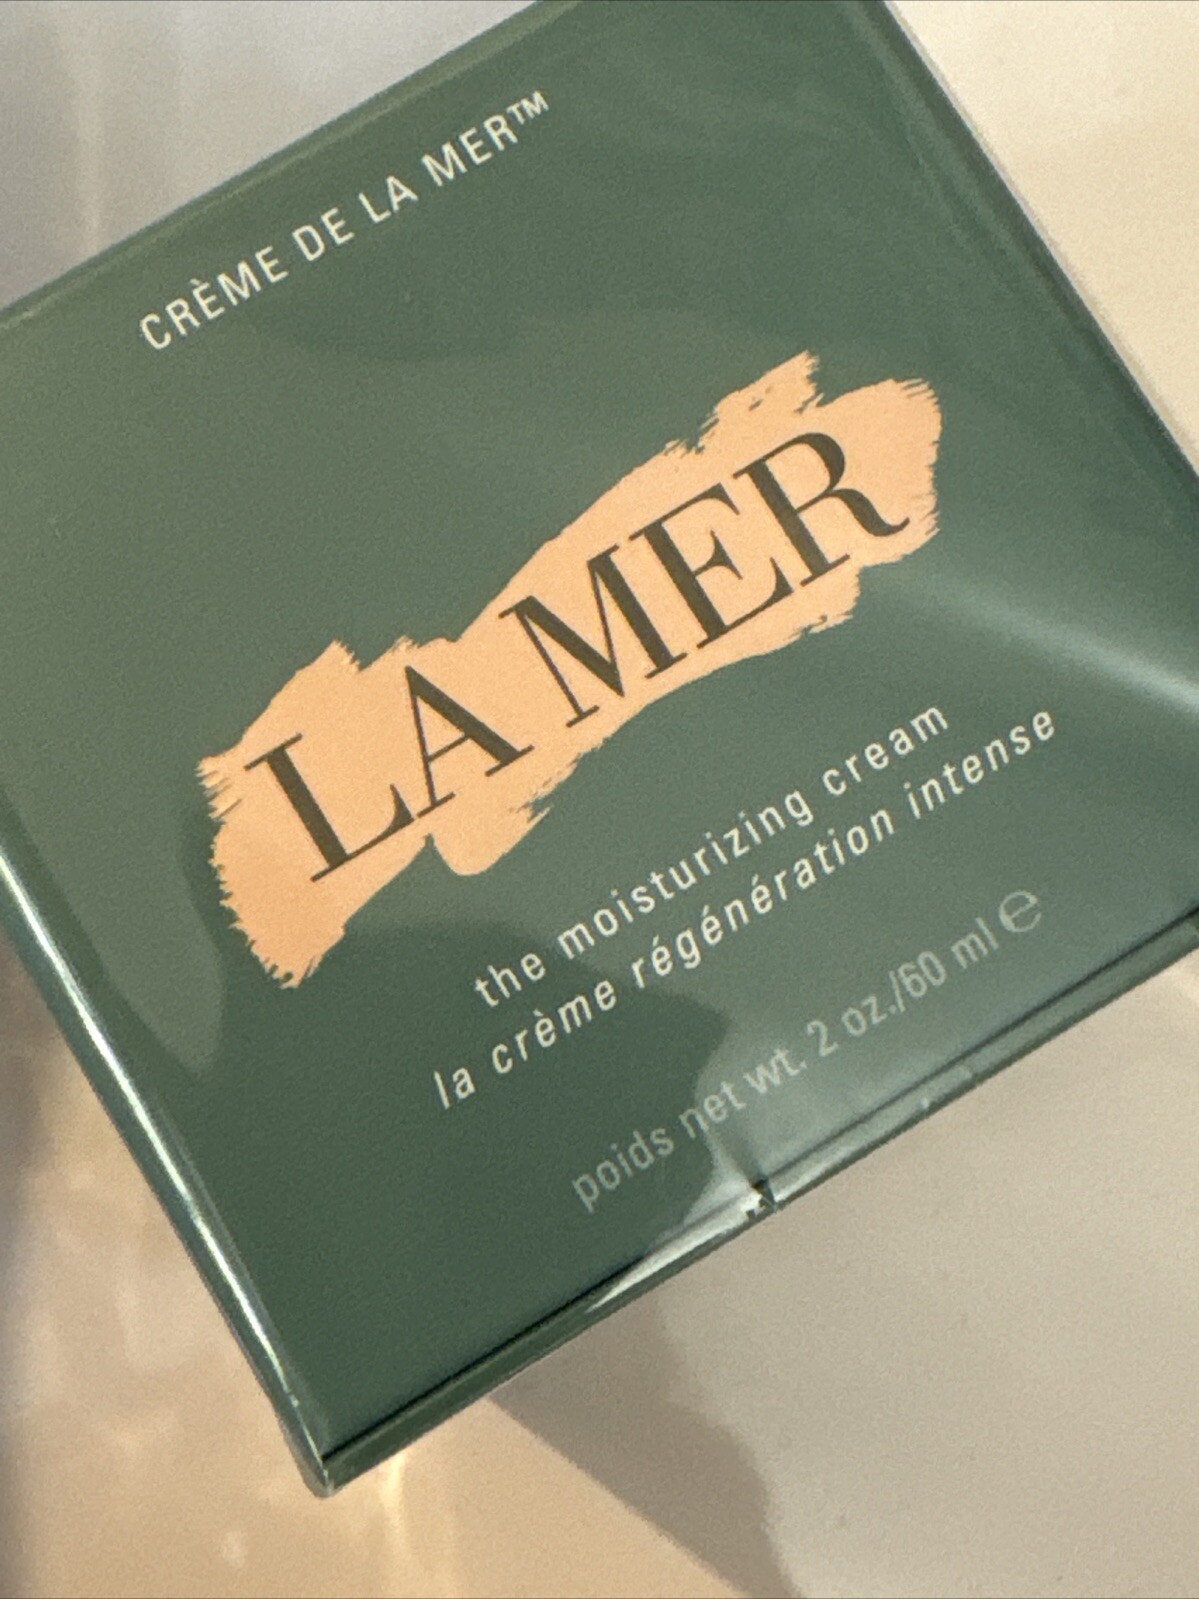 CRÈME DE LA MER™
LA MER
the moisturizing cream
la crème régénération intense
poids net wt. 2 oz./60 ml ℮